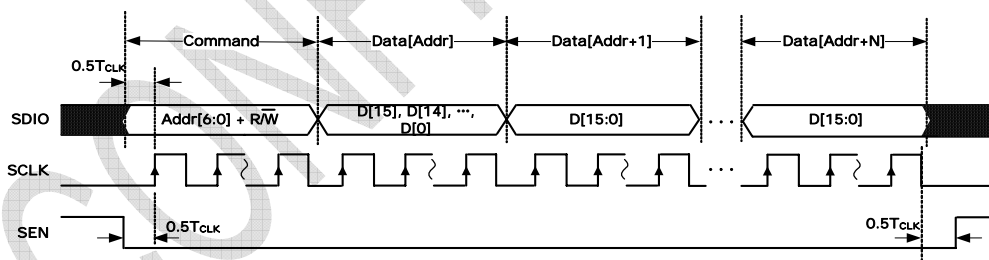 Command Data[Addr] Data[Addr+1] Data[Addr+N]
0.5TCLK
SDIO Addr[6:0] + R/W̅ D[15], D[14], ···, D[15:0] ··· D[15:0]
D[0]
SCLK ···
0.5TCLK 0.5TCLK
SEN
CONF